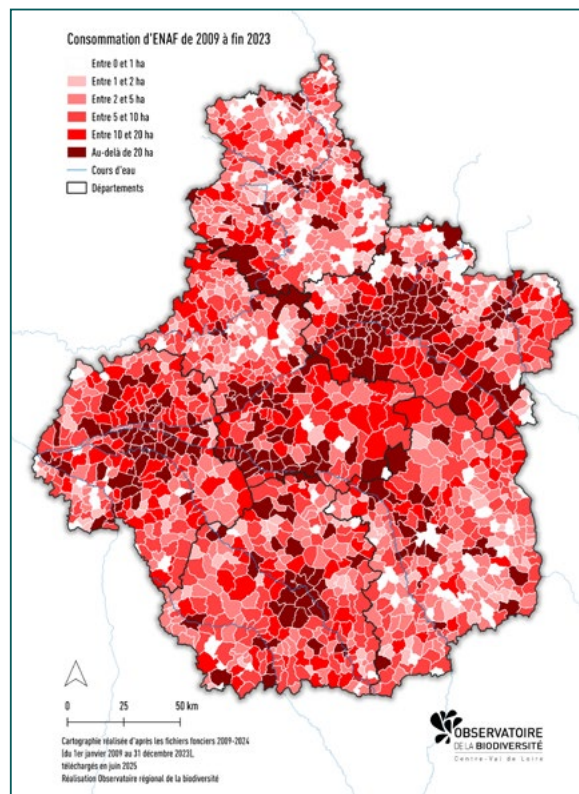 Consommation d'ENAF de 2009 à fin 2023
Entre 0 et 1 ha
Entre 1 et 2 ha
Entre 2 et 5 ha
Entre 5 et 10 ha
Entre 10 et 20 ha
Au-delà de 20 ha
Cours d'eau
Départements
0 25 50 km
Cartographie réalisée d'après les fichiers fonciers 2009-2024
(du 1er janvier 2009 au 31 décembre 2023),
téléchargés en juin 2025
Réalisation Observatoire régional de la biodiversité
OBSERVATOIRE
DE LA BIODIVERSITÉ
Centre-Val de Loire